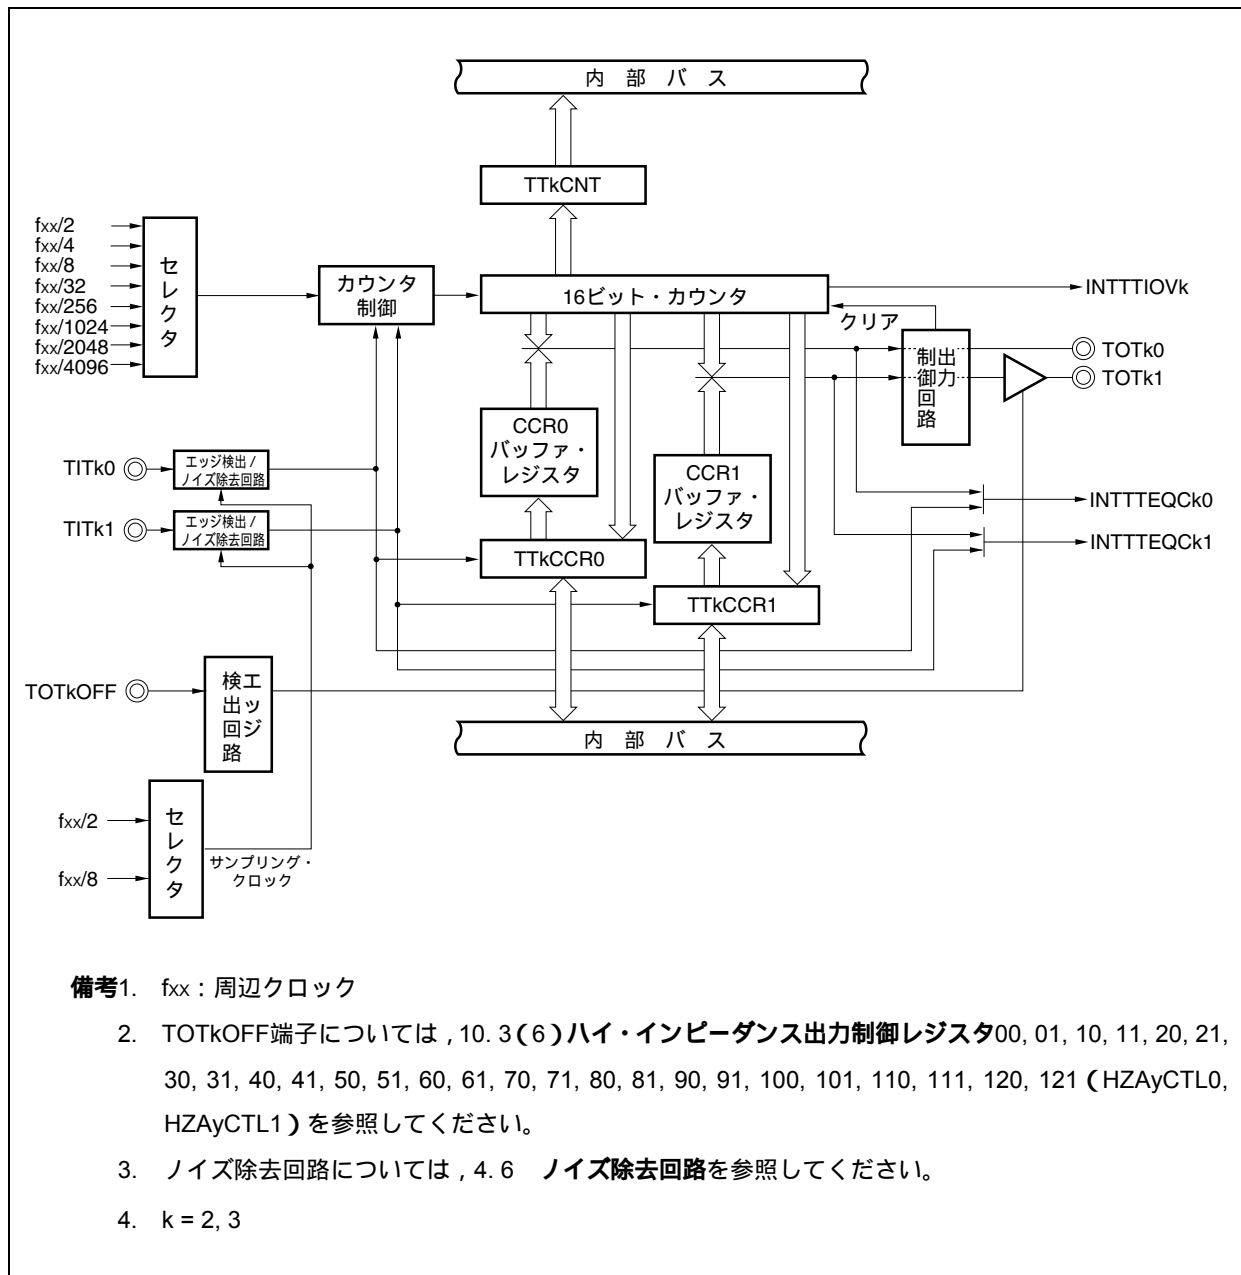 内 部 バ ス
TTkCNT
fxx/2
fxx/4
fxx/8
fxx/32
fxx/256
fxx/1024
fxx/2048
fxx/4096
セレクタ
カウンタ
制御
16ビット・カウンタ
INTTTIOVk
クリア
出力制御回路
TOTk0
TOTk1
CCR0
バッファ・
レジスタ
CCR1
バッファ・
レジスタ
TITk0
エッジ検出/
ノイズ除去回路
TITk1
エッジ検出/
ノイズ除去回路
INTTTEQCk0
INTTTEQCk1
TTkCCR0
TTkCCR1
TOTkOFF
エッジ検出回路
内 部 バ ス
fxx/2
fxx/8
セレクタ
サンプリング・
クロック
備考1. fxx：周辺クロック
2. TOTkOFF端子については，10. 3（6）ハイ・インピーダンス出力制御レジスタ00, 01, 10, 11, 20, 21,
30, 31, 40, 41, 50, 51, 60, 61, 70, 71, 80, 81, 90, 91, 100, 101, 110, 111, 120, 121（HZAyCTL0,
HZAyCTL1）を参照してください。
3. ノイズ除去回路については，4. 6 ノイズ除去回路を参照してください。
4. k = 2, 3